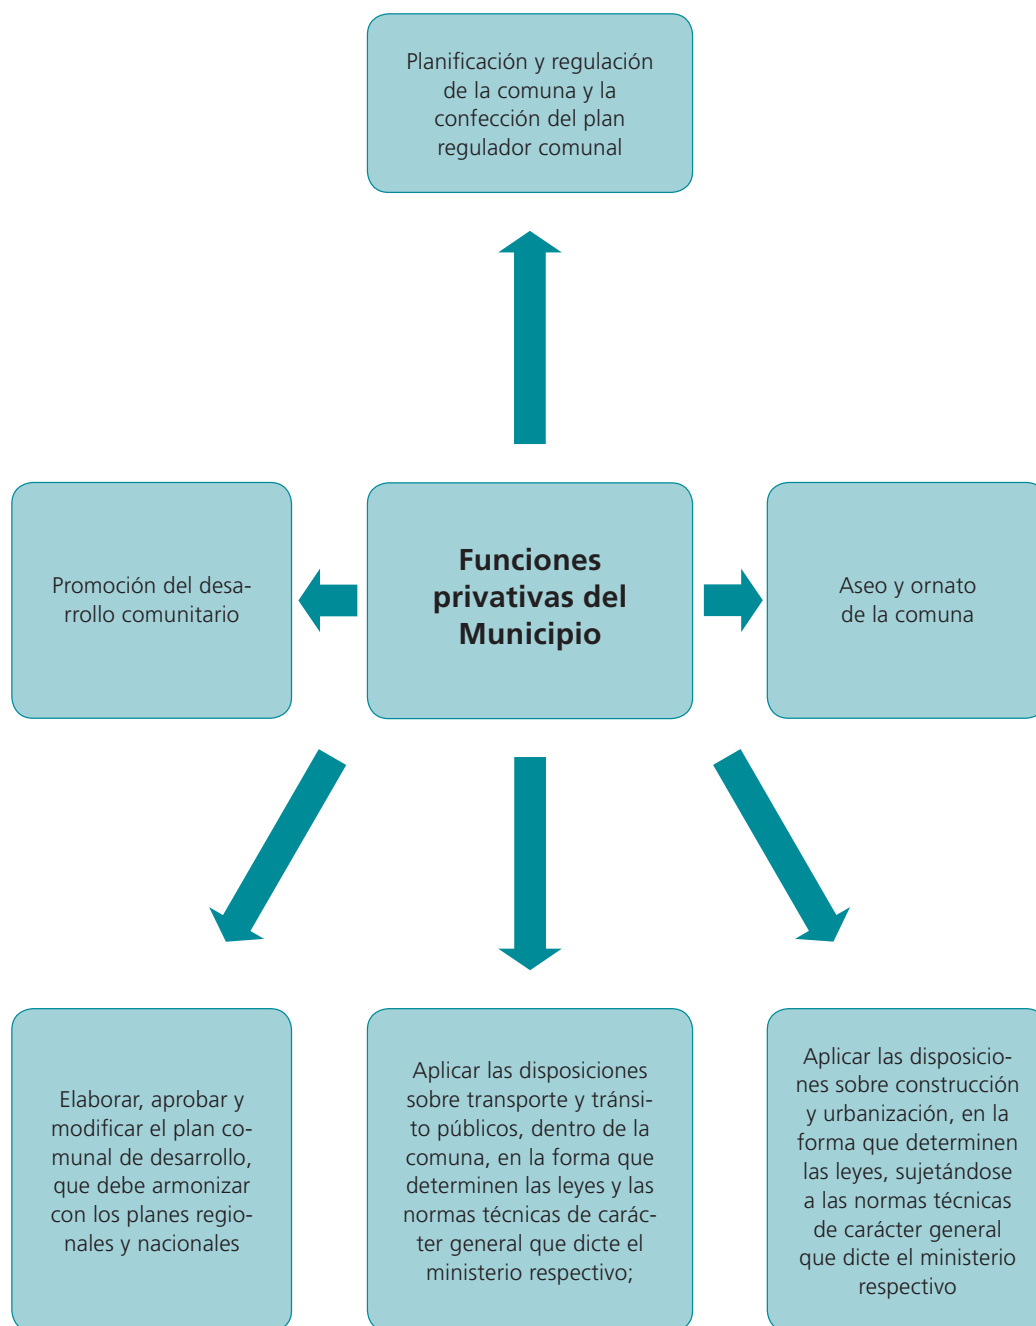 Planificación y regulación
de la comuna y la
confección del plan
regulador comunal
Promoción del desa-
rrollo comunitario
Funciones
privativas del
Municipio
Aseo y ornato
de la comuna
Elaborar, aprobar y
modificar el plan co-
munal de desarrollo,
que debe armonizar
con los planes regio-
nales y nacionales
Aplicar las disposiciones
sobre transporte y tránsi-
to públicos, dentro de la
comuna, en la forma que
determinen las leyes y las
normas técnicas de carác-
ter general que dicte el
ministerio respectivo;
Aplicar las disposicio-
nes sobre construcción
y urbanización, en la
forma que determinen
las leyes, sujetándose
a las normas técnicas
de carácter general
que dicte el ministerio
respectivo